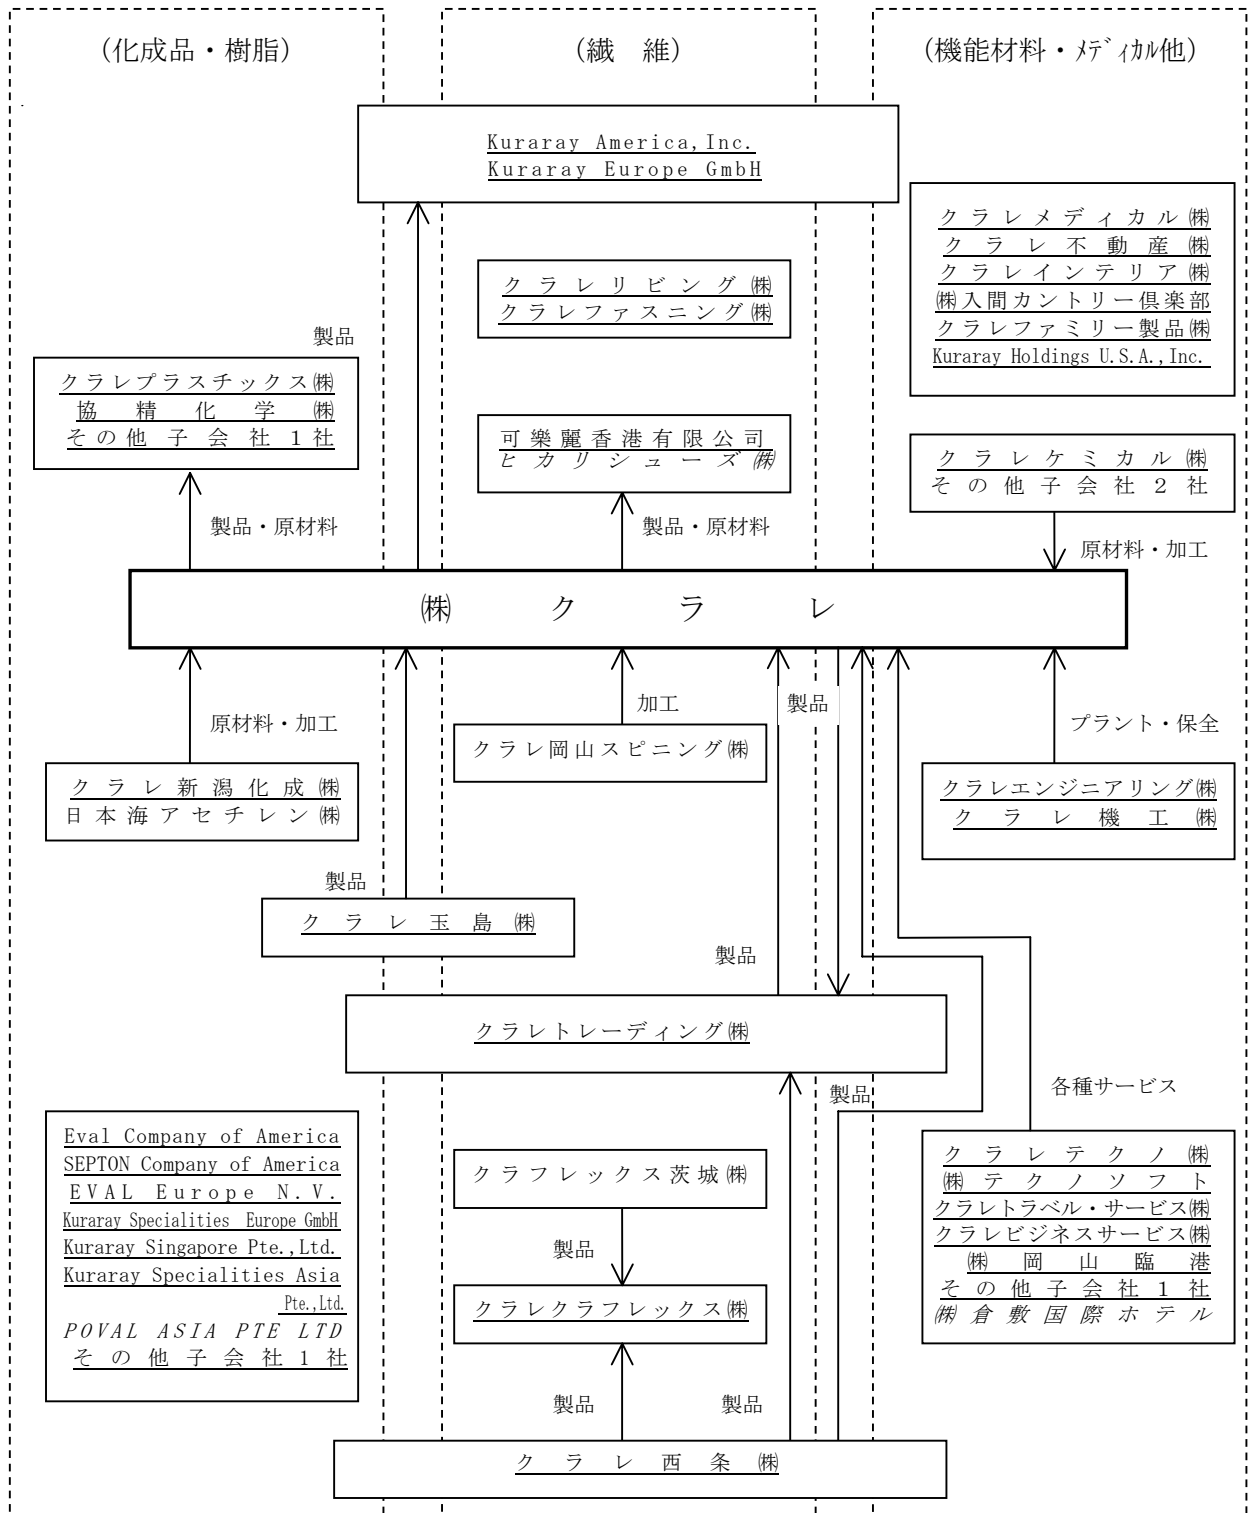 (化成品・樹脂)
(繊　維)
(機能材料・ﾒﾃﾞｨｶﾙ他)
Kuraray America,Inc.
Kuraray Europe GmbH
クラレメディカル㈱
クラレ不動産㈱
クラレインテリア㈱
㈱入間カントリー倶楽部
クラレファミリー製品㈱
Kuraray Holdings U.S.A.,Inc.
クラレリビング㈱
クラレファスニング㈱
製品
クラレプラスチックス㈱
協精化学㈱
その他子会社１社
可樂麗香港有限公司
ヒカリシューズ㈱
クラレケミカル㈱
その他子会社２社
製品・原材料
製品・原材料
原材料・加工
㈱クラレ
原材料・加工
加工
製品
プラント・保全
クラレ新潟化成㈱
日本海アセチレン㈱
クラレ岡山スピニング㈱
クラレエンジニアリング㈱
クラレ機工㈱
製品
クラレ玉島㈱
製品
クラレトレーディング㈱
製品
各種サービス
Eval Company of America
SEPTON Company of America
EVAL Europe N.V.
Kuraray Specialities Europe GmbH
Kuraray Singapore Pte.,Ltd.
Kuraray Specialities Asia
Pte.,Ltd.
POVAL ASIA PTE LTD
その他子会社1社
クラフレックス茨城㈱
製品
クラレクラフレックス㈱
クラレテクノ㈱
㈱テクノソフト
クラレトラベル・サービス㈱
クラレビジネスサービス㈱
㈱岡山臨港
その他子会社１社
㈱倉敷国際ホテル
製品
製品
クラレ西条㈱